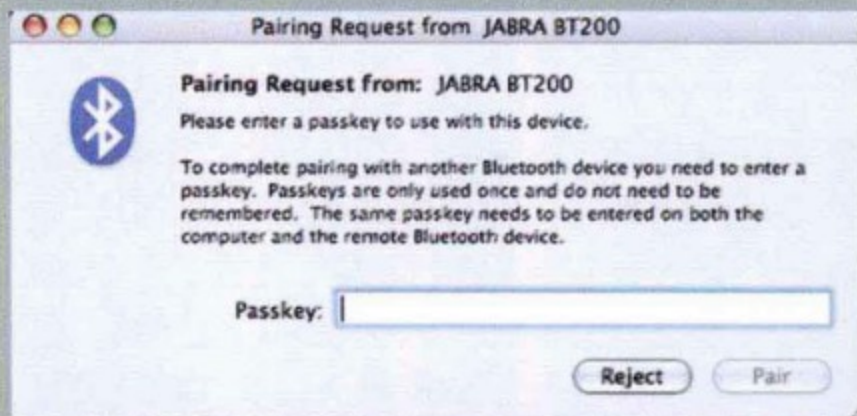 Pairing Request from JABRA BT200
Pairing Request from: JABRA BT200
Please enter a passkey to use with this device.
To complete pairing with another Bluetooth device you need to enter a
passkey. Passkeys are only used once and do not need to be
remembered. The same passkey needs to be entered on both the
computer and the remote Bluetooth device.
Passkey:
Reject Pair